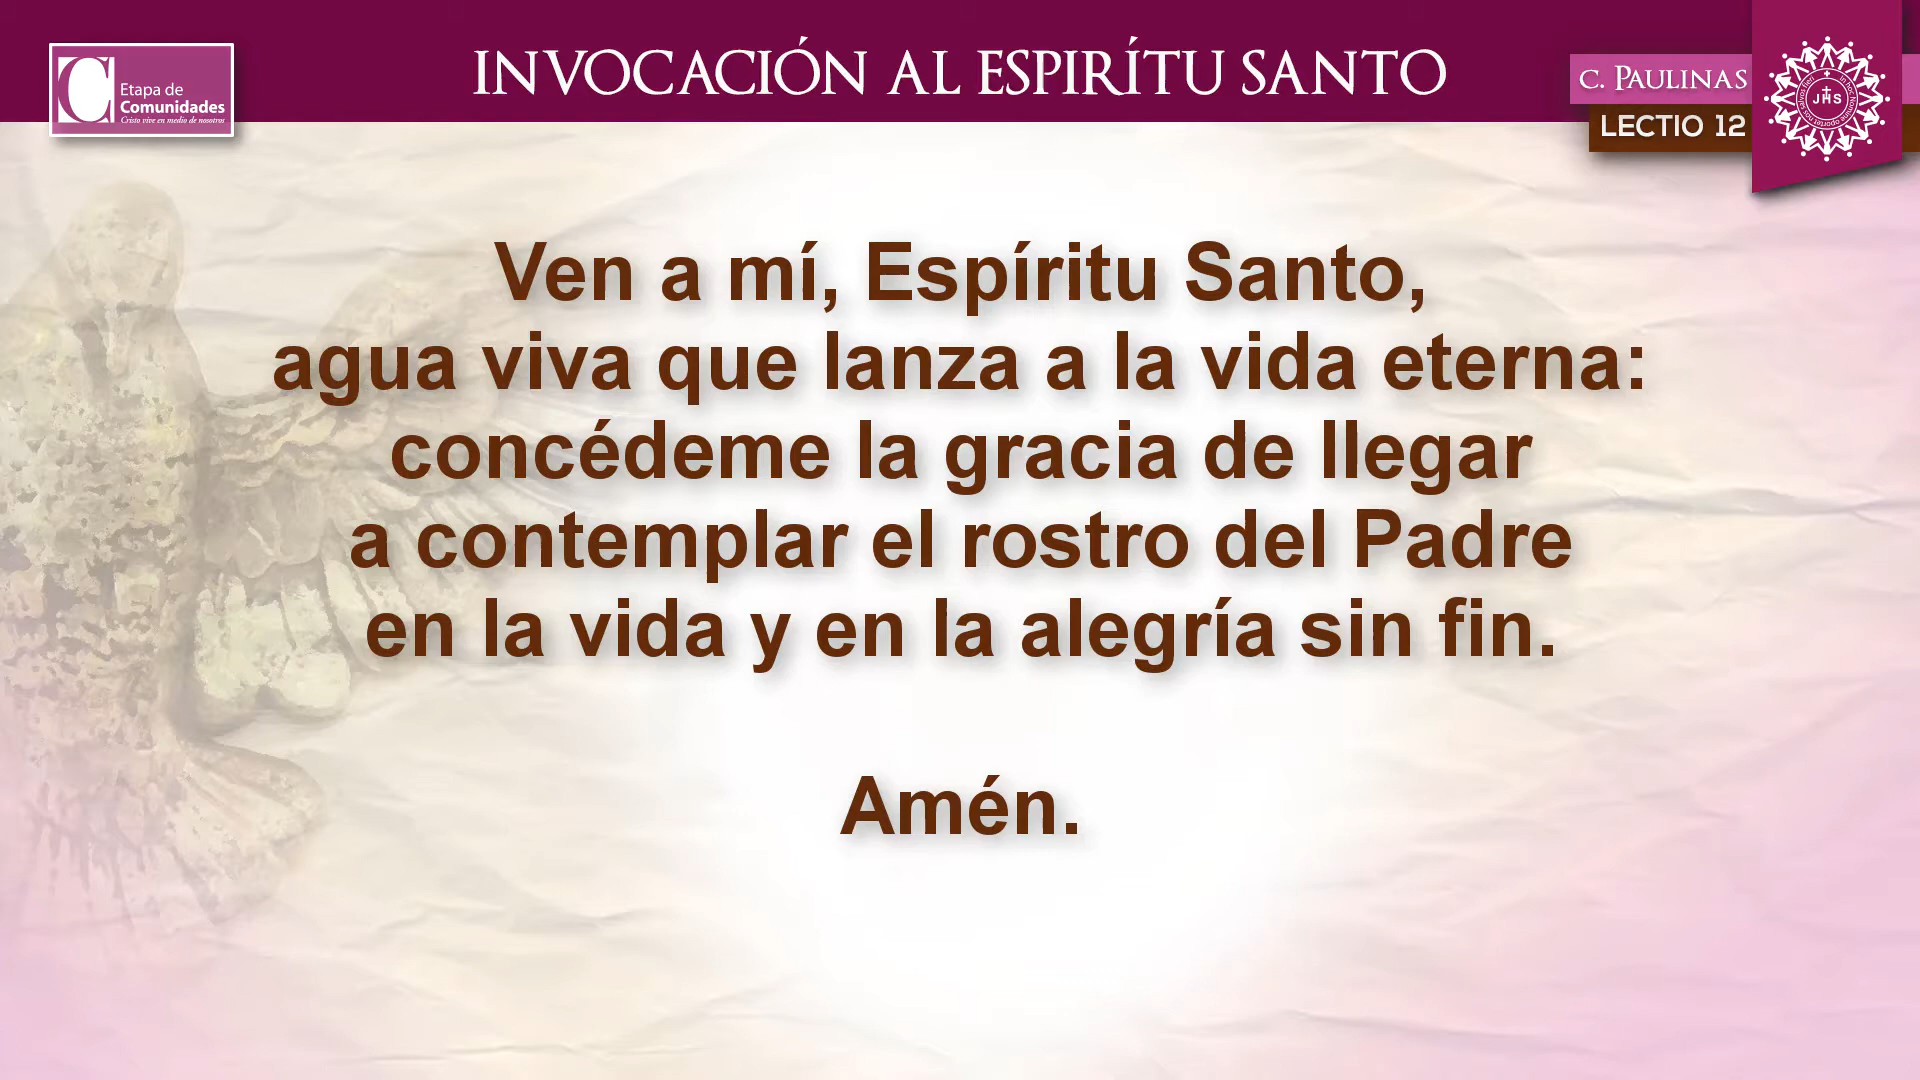 INVOCACIÓN AL ESPIRÍTU SANTO
Etapa de
Comunidades
Cristo vive en medio de nosotros
C. PAULINAS
LECTIO 12
JHS
Ven a mí, Espíritu Santo,
agua viva que lanza a la vida eterna:
concédeme la gracia de llegar
a contemplar el rostro del Padre
en la vida y en la alegría sin fin.
Amén.